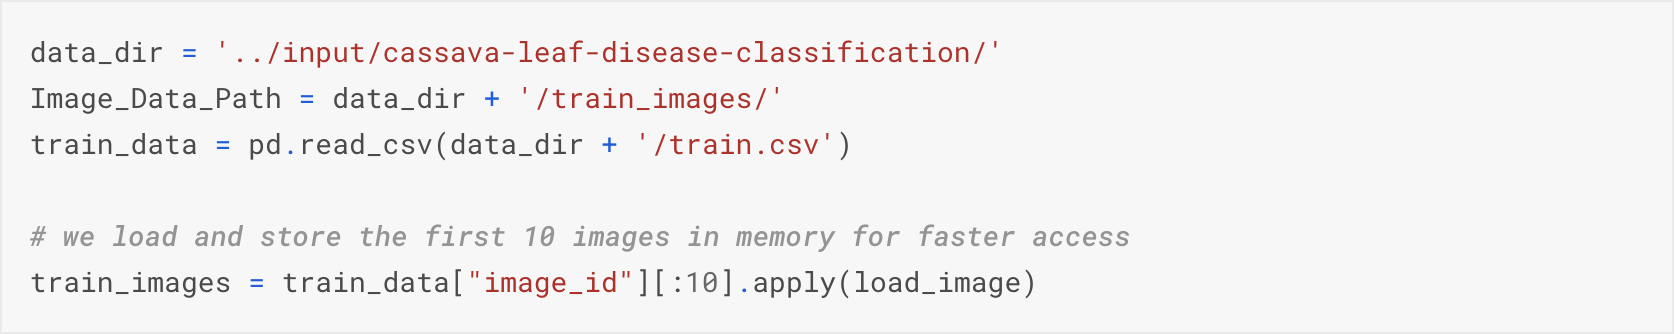 data_dir = '../input/cassava-leaf-disease-classification/'
Image_Data_Path = data_dir + '/train_images/'
train_data = pd.read_csv(data_dir + '/train.csv')
# we load and store the first 10 images in memory for faster access
train_images = train_data["image_id"][:10].apply(load_image)